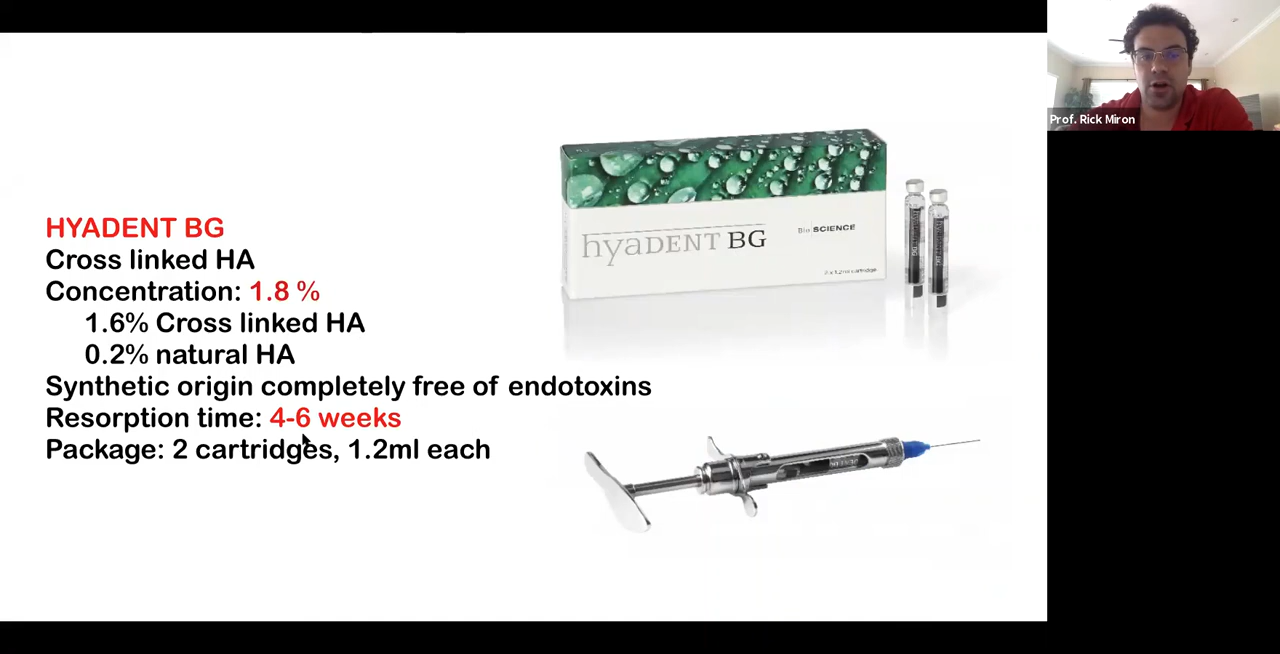 HYADENT BG
Cross linked HA
Concentration: 1.8 %
1.6% Cross linked HA
0.2% natural HA
Synthetic origin completely free of endotoxins
Resorption time: 4-6 weeks
Package: 2 cartridges, 1.2ml each
hyaDENT BG
BioSCIENCE
Prof. Rick Miron